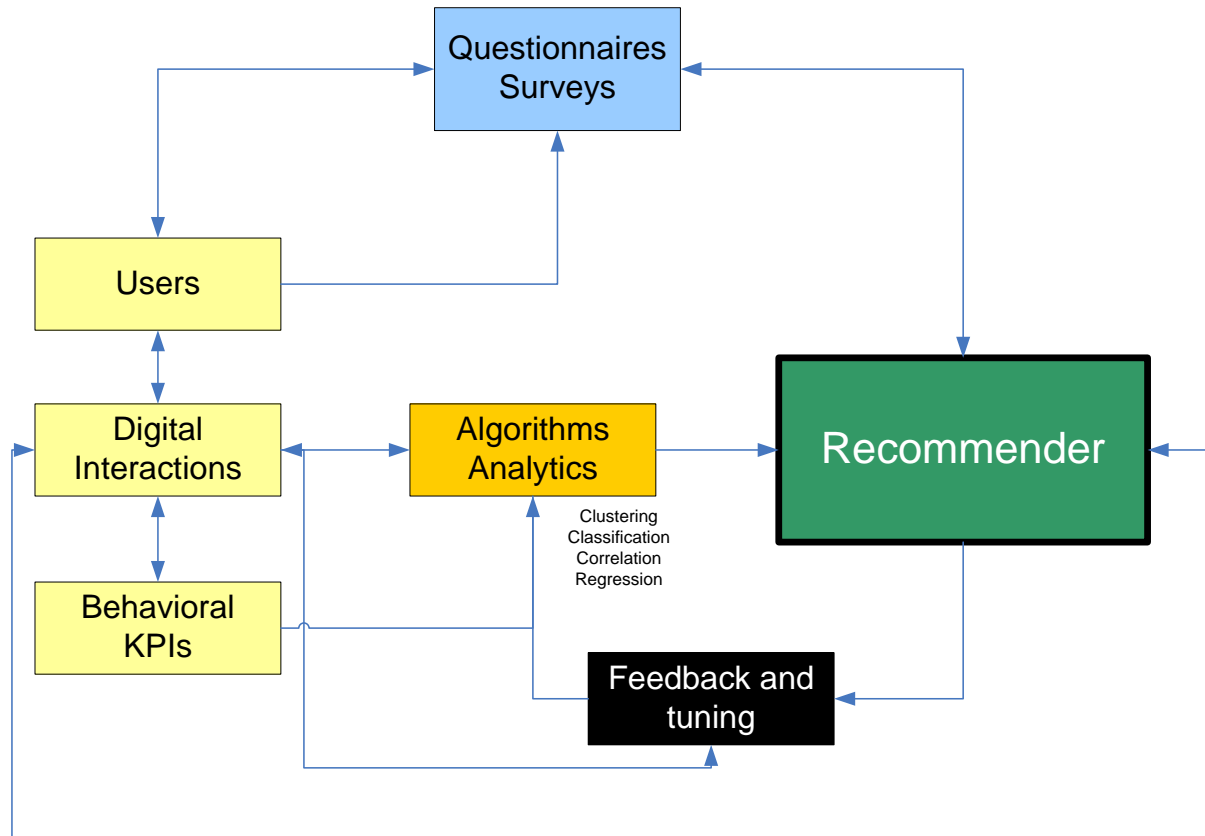 Questionnaires
Surveys
Users
Digital
Interactions
Algorithms
Analytics
Recommender
Clustering
Classification
Correlation
Regression
Behavioral
KPIs
Feedback and
tuning